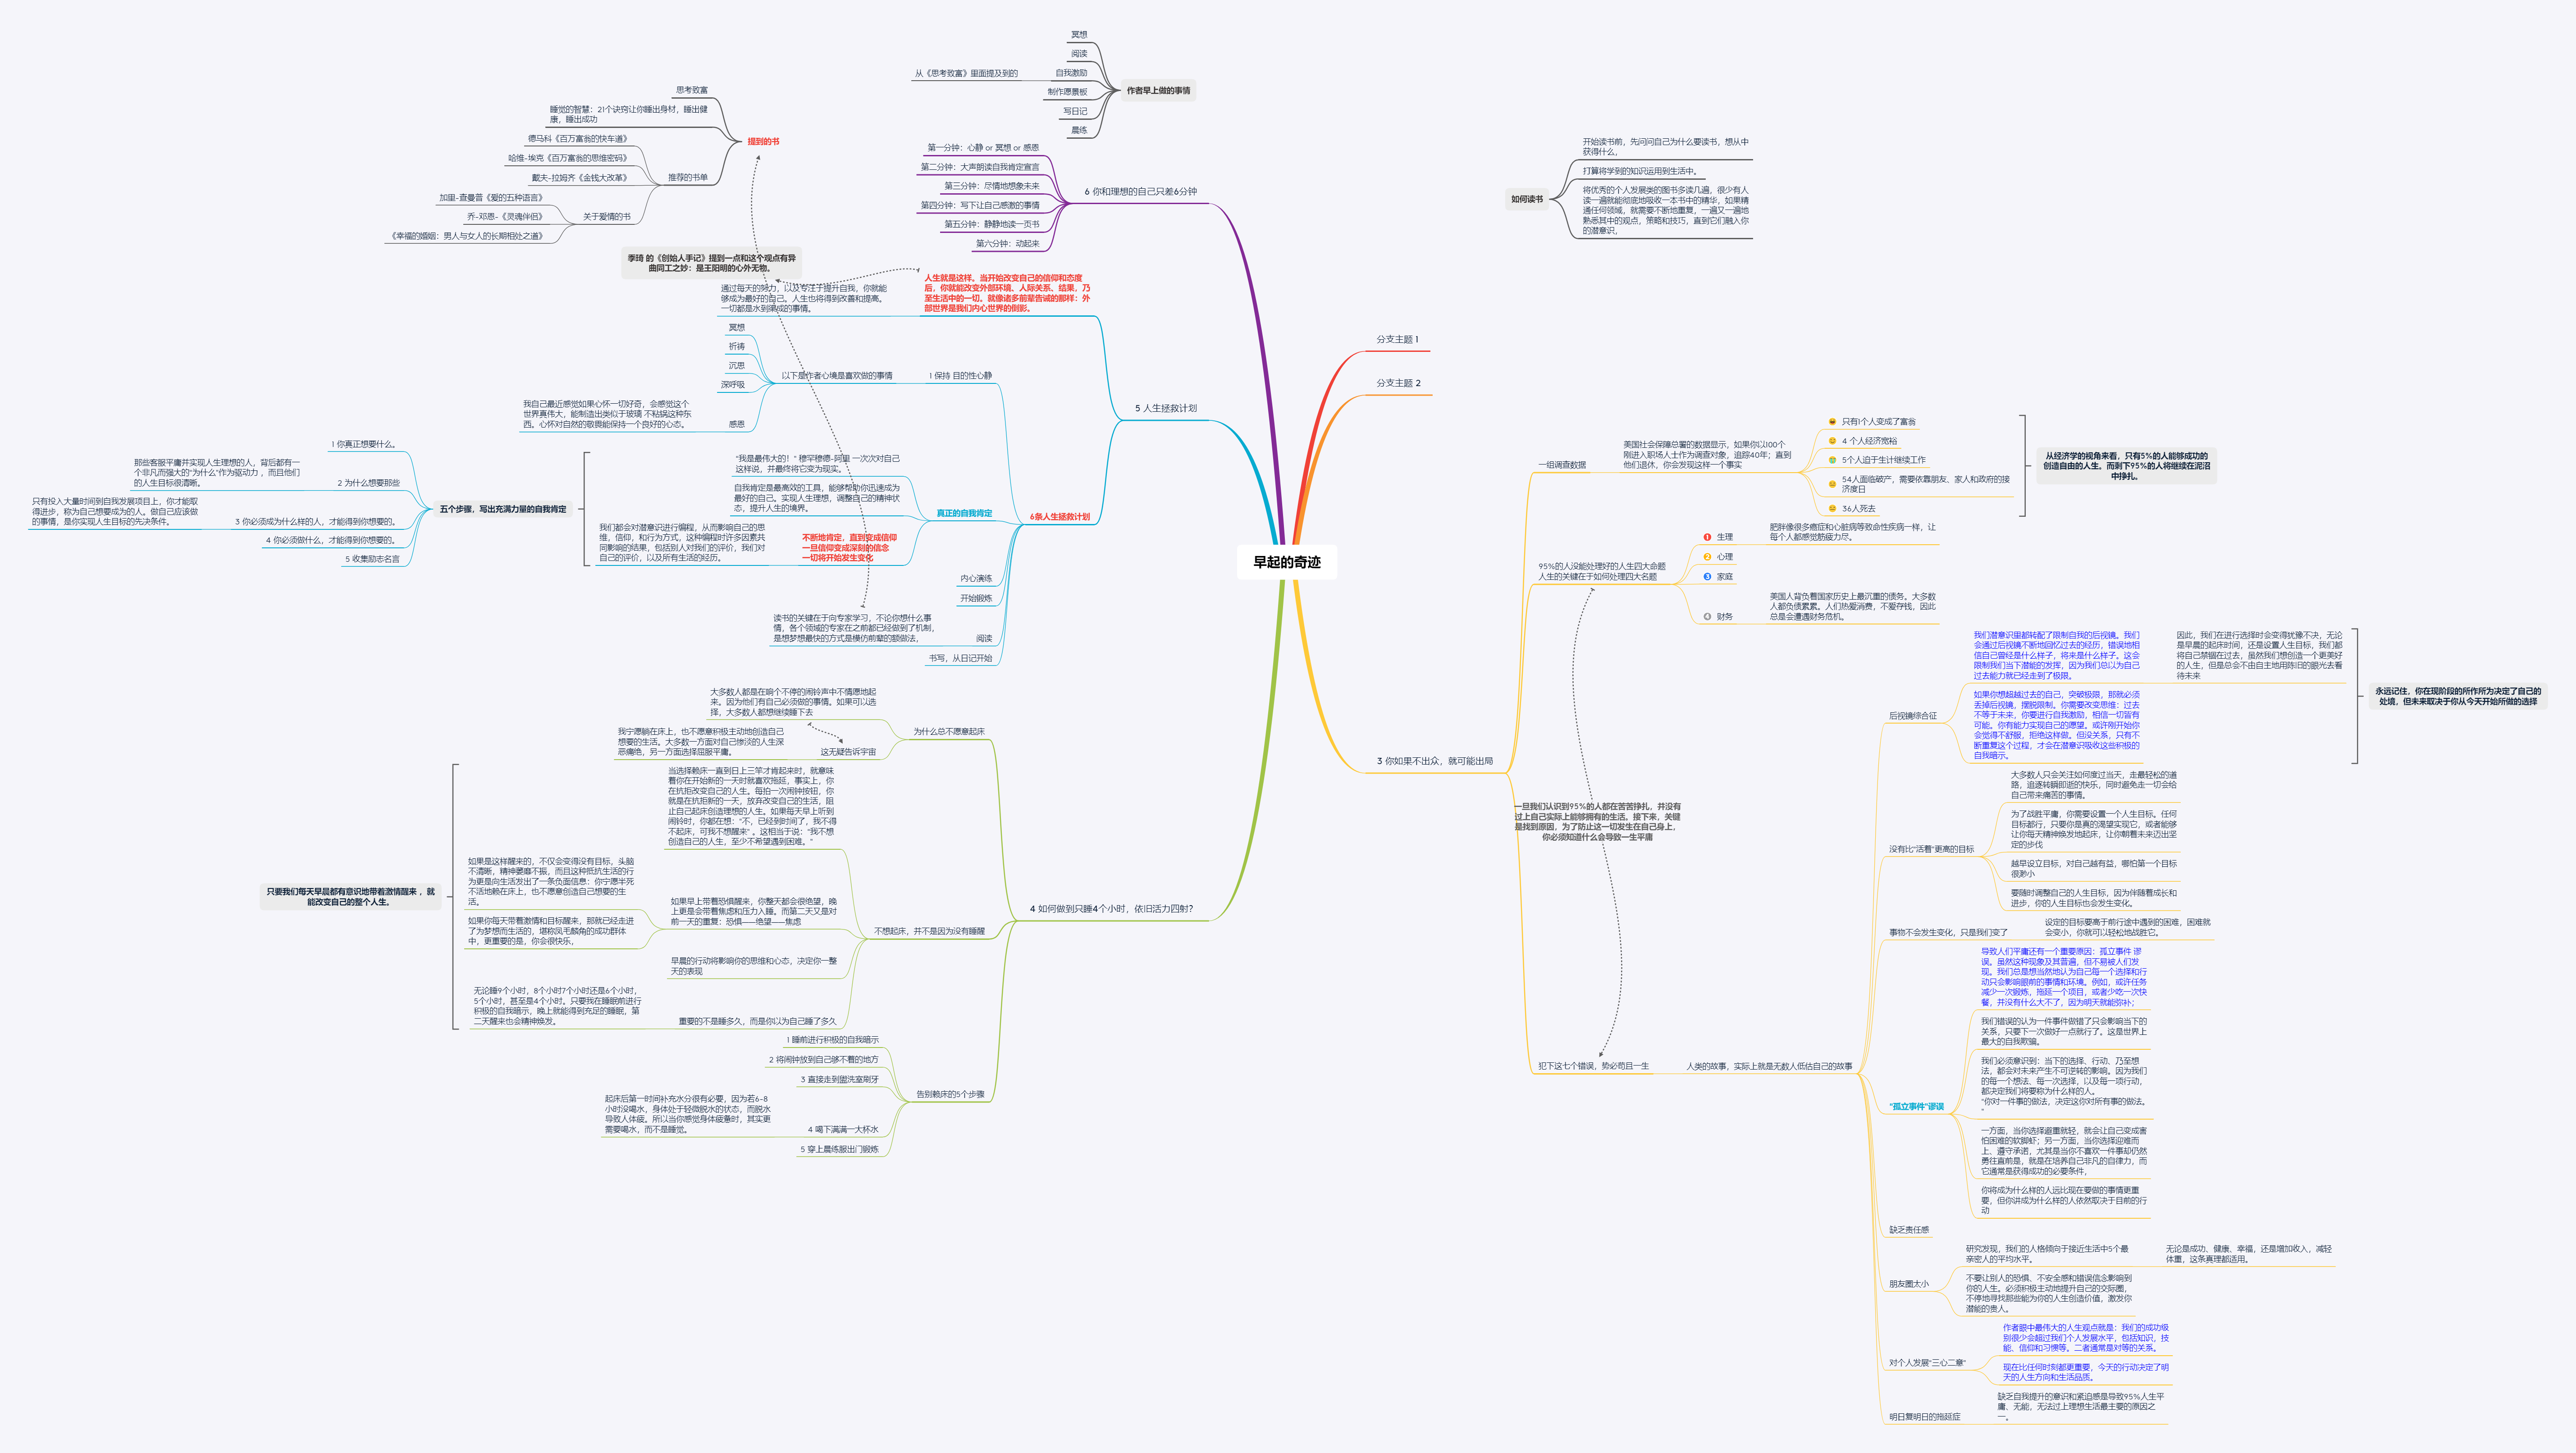 早起的奇迹
作者早上做的事情
冥想
阅读
自我激励
从《思考致富》里面提及到的
制作愿景板
写日记
晨练
提到的书
思考致富
睡觉的智慧：21个诀窍让你睡出身材，睡出健
康，睡出成功
推荐的书单
德马科《百万富翁的快车道》
哈维-埃克《百万富翁的思维密码》
戴夫-拉姆齐《金钱大改革》
关于爱情的书
加里-查曼普《爱的五种语言》
乔-邓恩-《灵魂伴侣》
《幸福的婚姻：男人与女人的长期相处之道》
如何读书
开始读书前，先问问自己为什么要读书，想从中
获得什么，
打算将学到的知识运用到生活中。
将优秀的个人发展类的图书多读几遍，很少有人
读一遍就能彻底地吸收一本书中的精华，如果精
通任何领域，就需要不断地重复，一遍又一遍地
熟悉其中的观点，策略和技巧，直到它们融入你
的潜意识，
6 你和理想的自己只差6分钟
第一分钟：心静 or 冥想 or 感恩
第二分钟：大声朗读自我肯定宣言
第三分钟：尽情地想象未来
第四分钟：写下让自己感激的事情
第五分钟：静静地读一页书
第六分钟：动起来
季琦 的《创始人手记》提到一点和这个观点有异
曲同工之妙：是王阳明的心外无物。
5 人生拯救计划
人生就是这样。当开始改变自己的信仰和态度
后，你就能改变外部环境、人际关系、结果，乃
至生活中的一切。就像诸多前辈告诫的那样：外
部世界是我们内心世界的倒影。
通过每天的努力，以及专注于提升自我，你就能
够成为最好的自己。人生也将得到改善和提高。
一切都是水到渠成的事情。
6条人生拯救计划
1 保持 目的性心静
以下是作者心境是喜欢做的事情
冥想
祈祷
沉思
深呼吸
感恩
我自己最近感觉如果心怀一切好奇，会感觉这个
世界真伟大，能制造出类似于玻璃 不粘锅这种东
西。心怀对自然的敬畏能保持一个良好的心态。
真正的自我肯定
“我是最伟大的！” 穆罕穆德-阿里 一次次对自己
这样说，并最终将它变为现实。
自我肯定是最高效的工具，能够帮助你迅速成为
最好的自己。实现人生理想，调整自己的精神状
态，提升人生的境界。
不断地肯定，直到变成信仰
一旦信仰变成深刻的信念
一切将开始发生变化
我们都会对潜意识进行编程，从而影响自己的思
维，信仰，和行为方式，这种编程时许多因素共
同影响的结果，包括别人对我们的评价，我们对
自己的评价，以及所有生活的经历。
五个步骤，写出充满力量的自我肯定
1 你真正想要什么。
2 为什么想要那些
那些客服平庸并实现人生理想的人，背后都有一
个非凡而强大的“为什么”作为驱动力 ，而且他们
的人生目标很清晰。
3 你必须成为什么样的人，才能得到你想要的。
只有投入大量时间到自我发展项目上，你才能取
得进步，称为自己想要成为的人。做自己应该做
的事情，是你实现人生目标的先决条件。
4 你必须做什么，才能得到你想要的。
5 收集励志名言
内心演练
开始锻炼
阅读
读书的关键在于向专家学习，不论你想什么事
情，各个领域的专家在之前都已经做到了机制，
是想梦想最快的方式是模仿前辈的额做法，
书写，从日记开始
4 如何做到只睡4个小时，依旧活力四射？
为什么总不愿意起床
大多数人都是在响个不停的闹铃声中不情愿地起
来。因为他们有自己必须做的事情。如果可以选
择，大多数人都想继续睡下去
这无疑告诉宇宙
我宁愿躺在床上，也不愿意积极主动地创造自己
想要的生活。大多数一方面对自己惨淡的人生深
恶痛绝，另一方面选择屈服平庸。
不想起床，并不是因为没有睡醒
当选择赖床一直到日上三竿才肯起来时，就意味
着你在开始新的一天时就喜欢拖延，事实上，你
在抗拒改变自己的人生。每拍一次闹钟按钮，你
就是在抗拒新的一天，放弃改变自己的生活，阻
止自己起床创造理想的人生。如果每天早上听到
闹铃时，你都在想：“不，已经到时间了，我不得
不起床，可我不想醒来” 。这相当于说：“我不想
创造自己的人生，至少不希望遇到困难。”
如果早上带着恐惧醒来，你整天都会很绝望，晚
上更是会带着焦虑和压力入睡。而第二天又是对
前一天的重复：恐惧——绝望——焦虑
如果是这样醒来的，不仅会变得没有目标，头脑
不清晰，精神萎靡不振，而且这种抵抗生活的行
为更是向生活发出了一条负面信息：你宁愿半死
不活地赖在床上，也不愿意创造自己想要的生
活。
如果你每天带着激情和目标醒来，那就已经走进
了为梦想而生活的，堪称凤毛麟角的成功群体
中，更重要的是，你会很快乐，
早晨的行动将影响你的思维和心态，决定你一整
天的表现
重要的不是睡多久，而是你以为自己睡了多久
无论睡9个小时，8个小时7个小时还是6个小时，
5个小时，甚至是4个小时。只要我在睡眠前进行
积极的自我暗示，晚上就能得到充足的睡眠，第
二天醒来也会精神焕发。
只要我们每天早晨都有意识地带着激情醒来 ，就
能改变自己的整个人生。
告别赖床的5个步骤
1 睡前进行积极的自我暗示
2 将闹钟放到自己够不着的地方
3 直接走到盥洗室刷牙
4 喝下满满一大杯水
起床后第一时间补充水分很有必要，因为若6-8
小时没喝水，身体处于轻微脱水的状态，而脱水
导致人体疲。所以当你感觉身体疲惫时，其实更
需要喝水，而不是睡觉。
5 穿上晨练服出门锻炼
分支主题 1
分支主题 2
3 你如果不出众，就可能出局
一组调查数据
美国社会保障总署的数据显示，如果你以100个
刚进入职场人士作为调查对象，追踪40年；直到
他们退休，你会发现这样一个事实
只有1个人变成了富翁
4 个人经济宽裕
5个人迫于生计继续工作
54人面临破产，需要依靠朋友、家人和政府的接
济度日
36人死去
从经济学的视角来看，只有5%的人能够成功的
创造自由的人生。而剩下95%的人将继续在泥沼
中挣扎。
95%的人没能处理好的人生四大命题
人生的关键在于如何处理四大名题
1 生理
肥胖像很多癌症和心脏病等致命性疾病一样，让
每个人都感觉筋疲力尽。
2 心理
3 家庭
4 财务
美国人背负着国家历史上最沉重的债务。大多数
人都负债累累。人们热爱消费，不爱存钱，因此
总是会遭遇财务危机。
一旦我们认识到95%的人都在苦苦挣扎，并没有
过上自己实际上能够拥有的生活。接下来，关键
是找到原因，为了防止这一切发生在自己身上，
你必须知道什么会导致一生平庸
犯下这七个错误，势必苟且一生
人类的故事，实际上就是无数人低估自己的故事
后视镜综合征
我们潜意识里都转配了限制自我的后视镜。我们
会通过后视镜不断地回忆过去的经历，错误地相
信自己曾经是什么样子，将来是什么样子。这会
限制我们当下潜能的发挥，因为我们总以为自己
过去能力就已经走到了极限。
因此，我们在进行选择时会变得犹豫不决，无论
是早晨的起床时间，还是设置人生目标，我们都
将自己禁锢在过去，虽然我们想创造一个更美好
的人生，但是总会不由自主地用陈旧的眼光去看
待未来
如果你想超越过去的自己，突破极限，那就必须
丢掉后视镜，摆脱限制。你需要改变思维：过去
不等于未来，你要进行自我激励，相信一切皆有
可能。你有能力实现自己的愿望。或许刚开始你
会觉得不舒服，拒绝这样做。但没关系，只有不
断重复这个过程，才会在潜意识吸收这些积极的
自我暗示。
永远记住，你在现阶段的所作所为决定了自己的
处境，但未来取决于你从今天开始所做的选择
没有比“活着”更高的目标
大多数人只会关注如何度过当天，走最轻松的道
路，追逐转瞬即逝的快乐，同时避免走一切会给
自己带来痛苦的事情。
为了战胜平庸，你需要设置一个人生目标。任何
目标都行，只要你是真的渴望实现它，或者能够
让你每天精神焕发地起床，让你朝着未来迈出坚
定的步伐
越早设立目标，对自己越有益，哪怕第一个目标
很渺小
要随时调整自己的人生目标，因为伴随着成长和
进步，你的人生目标也会发生变化。
事物不会发生变化，只是我们变了
设定的目标要高于前行途中遇到的困难，困难就
会变小，你就可以轻松地战胜它。
“孤立事件”谬误
导致人们平庸还有一个重要原因：孤立事件 谬
误。虽然这种现象及其普遍，但不易被人们发
现。我们总是想当然地认为自己每一个选择和行
动只会影响眼前的事情和环境。例如，或许任务
减少一次锻炼，拖延一个项目，或者少吃一次快
餐，并没有什么大不了，因为明天就能弥补；
我们错误的认为一件事件做错了只会影响当下的
关系，只要下一次做好一点就行了。这是世界上
最大的自我欺骗。
我们必须意识到：当下的选择、行动、乃至想
法，都会对未来产生不可逆转的影响。因为我们
的每一个想法、每一次选择，以及每一项行动，
都决定我们将要称为什么样的人。
“你对一件事的做法，决定这你对所有事的做法。
”
一方面，当你选择避重就轻，就会让自己变成害
怕困难的软脚虾；另一方面，当你选择迎难而
上、遵守承诺，尤其是当你不喜欢一件事却仍然
勇往直前是，就是在培养自己非凡的自律力，而
它通常是获得成功的必要条件，
你将成为什么样的人远比现在要做的事情更重
要，但你讲成为什么样的人依然取决于目前的行
动
缺乏责任感
朋友圈太小
研究发现，我们的人格倾向于接近生活中5个最
亲密人的平均水平。
无论是成功、健康、幸福，还是增加收入，减轻
体重，这条真理都适用。
不要让别人的恐惧、不安全感和错误信念影响到
你的人生。必须积极主动地提升自己的交际圈，
不停地寻找那些能为你的人生创造价值，激发你
潜能的贵人。
对个人发展“三心二意”
作者眼中最伟大的人生观点就是：我们的成功级
别很少会超过我们个人发展水平，包括知识，技
能、信仰和习惯等。二者通常是对等的关系。
现在比任何时刻都更重要，今天的行动决定了明
天的人生方向和生活品质。
明日复明日的拖延症
缺乏自我提升的意识和紧迫感是导致95%人生平
庸、无能，无法过上理想生活最主要的原因之
一。